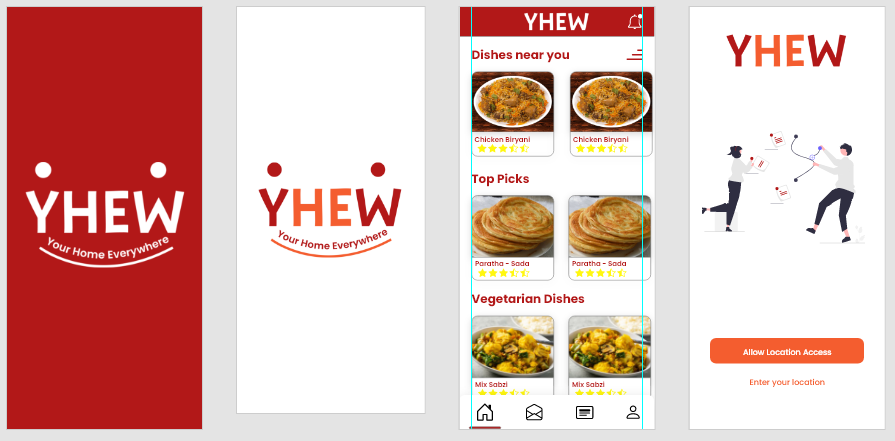 YHEW
Your Home Everywhere
YHEW
Your Home Everywhere
YHEW
Dishes near you
Chicken Biryani
Chicken Biryani
Top Picks
Paratha - Sada
Paratha - Sada
Vegetarian Dishes
Mix Sabzi
Mix Sabzi
YHEW
Allow Location Access
Enter your location